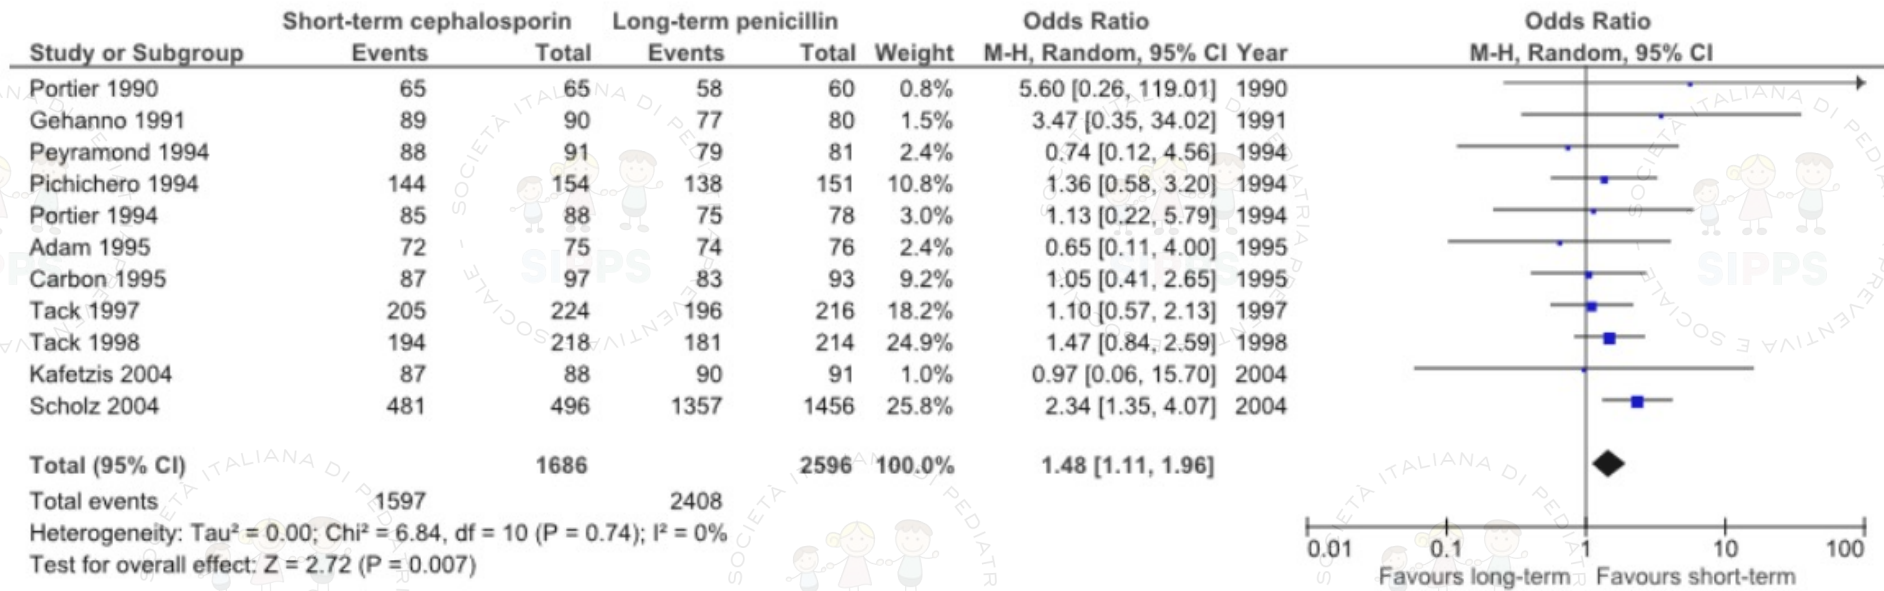 Short-term cephalosporin Long-term penicillin Odds Ratio Odds Ratio
Study or Subgroup Events Total Events Total Weight M-H, Random, 95% CI Year M-H, Random, 95% CI
Portier 1990 65 65 58 60 0.8% 5.60 [0.26, 119.01] 1990
Gehanno 1991 89 90 77 80 1.5% 3.47 [0.35, 34.02] 1991
Peyramond 1994 88 91 79 81 2.4% 0.74 [0.12, 4.56] 1994
Pichichero 1994 144 154 138 151 10.8% 1.36 [0.58, 3.20] 1994
Portier 1994 85 88 75 78 3.0% 1.13 [0.22, 5.79] 1994
Adam 1995 72 75 74 76 2.4% 0.65 [0.11, 4.00] 1995
Carbon 1995 87 97 83 93 9.2% 1.05 [0.41, 2.65] 1995
Tack 1997 205 224 196 216 18.2% 1.10 [0.57, 2.13] 1997
Tack 1998 194 218 181 214 24.9% 1.47 [0.84, 2.59] 1998
Kafetzis 2004 87 88 90 91 1.0% 0.97 [0.06, 15.70] 2004
Scholz 2004 481 496 1357 1456 25.8% 2.34 [1.35, 4.07] 2004
Total (95% CI) 1686 2596 100.0% 1.48 [1.11, 1.96]
Total events 1597 2408
Heterogeneity: Tau² = 0.00; Chi² = 6.84, df = 10 (P = 0.74); I² = 0%
Test for overall effect: Z = 2.72 (P = 0.007)
0.01 0.1 1 10 100
Favours long-term Favours short-term
SIPPS
SIPPS